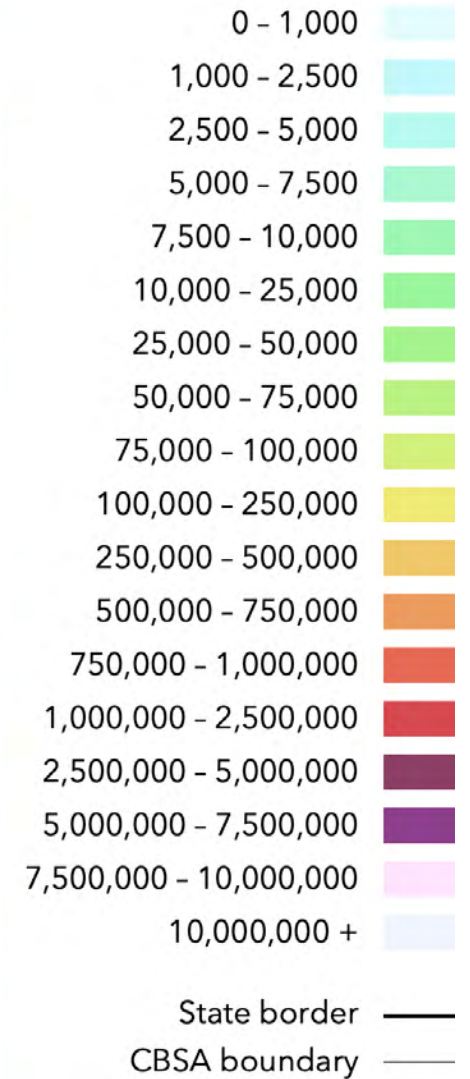 0 – 1,000
1,000 – 2,500
2,500 – 5,000
5,000 – 7,500
7,500 – 10,000
10,000 – 25,000
25,000 – 50,000
50,000 – 75,000
75,000 – 100,000
100,000 – 250,000
250,000 – 500,000
500,000 – 750,000
750,000 – 1,000,000
1,000,000 – 2,500,000
2,500,000 – 5,000,000
5,000,000 – 7,500,000
7,500,000 – 10,000,000
10,000,000 +
State border
CBSA boundary